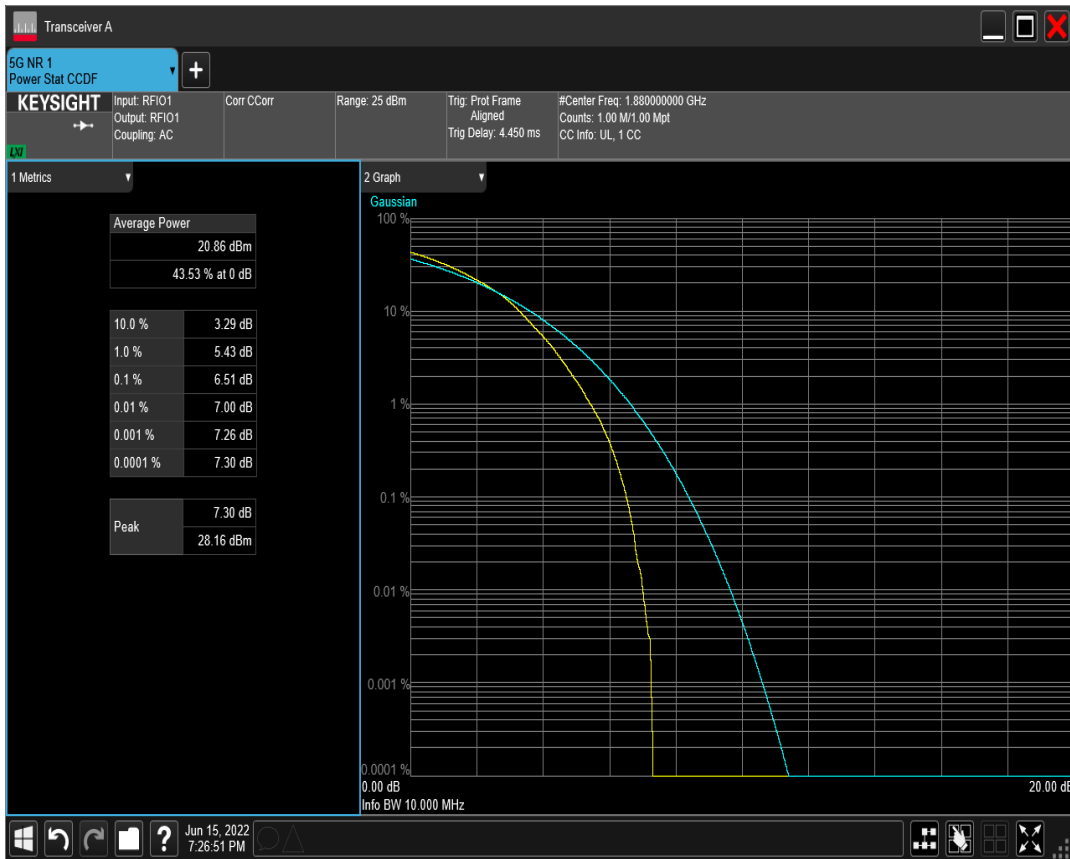 Transceiver A
5G NR 1
Power Stat CCDF
KEYSIGHT
LXI
Input: RFIO1
Output: RFIO1
Coupling: AC
Corr CCorr
Range: 25 dBm
Trig: Prot Frame
Aligned
Trig Delay: 4.450 ms
#Center Freq: 1.880000000 GHz
Counts: 1.00 M/1.00 Mpt
CC Info: UL, 1 CC
1 Metrics
Average Power
20.86 dBm
43.53 % at 0 dB
10.0 % 3.29 dB
1.0 % 5.43 dB
0.1 % 6.51 dB
0.01 % 7.00 dB
0.001 % 7.26 dB
0.0001 % 7.30 dB
Peak
7.30 dB
28.16 dBm
2 Graph
Gaussian
100 %
10 %
1 %
0.1 %
0.01 %
0.001 %
0.0001 %
0.00 dB 20.00 dB
Info BW 10.000 MHz
Jun 15, 2022
7:26:51 PM